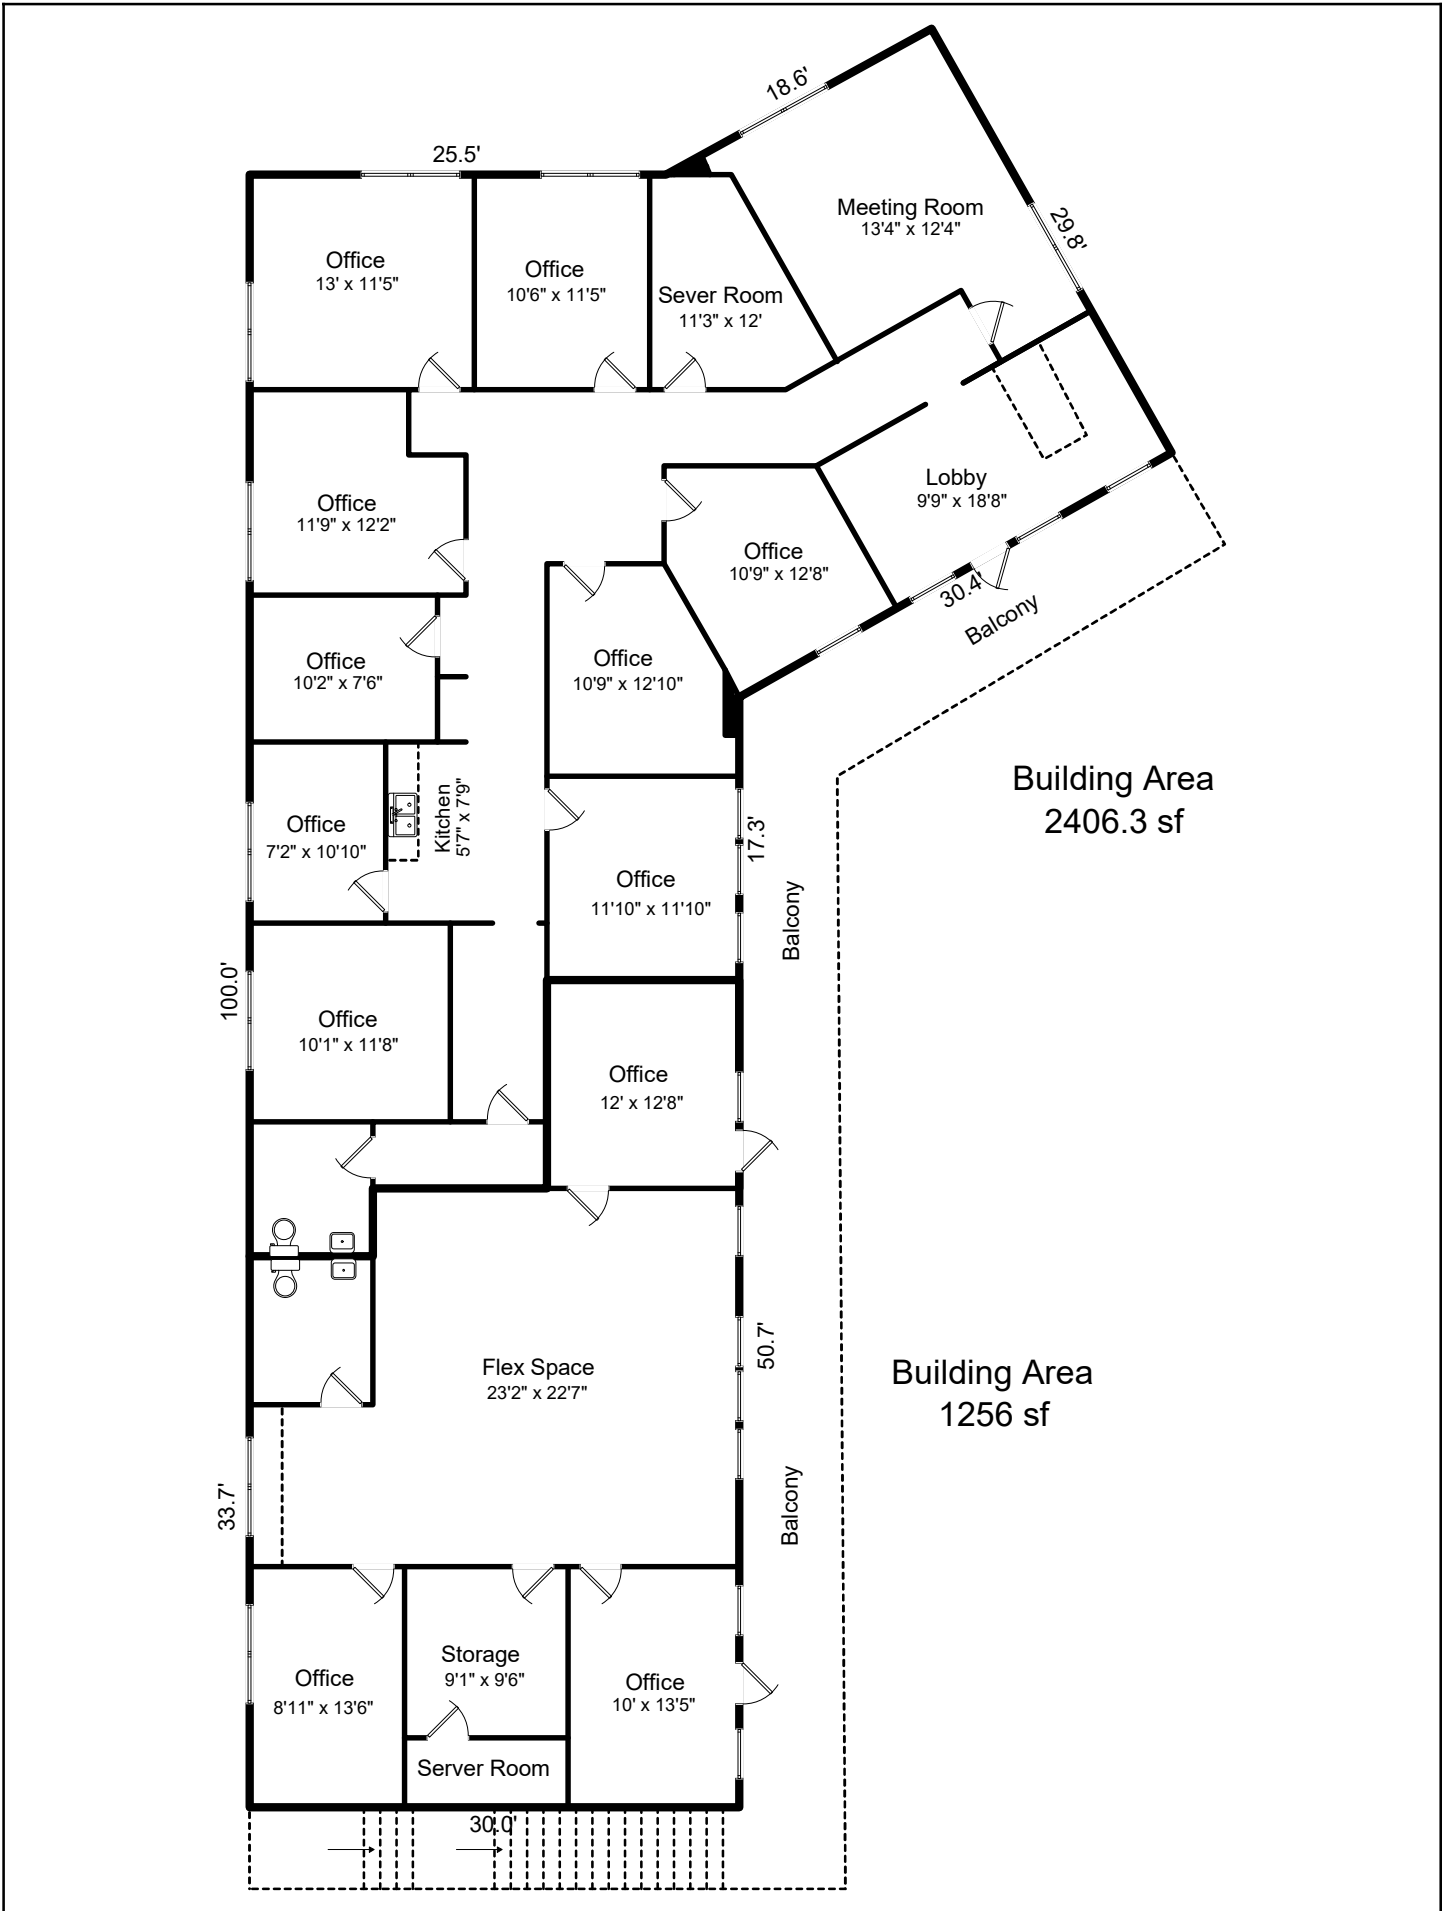 18.6'
25.5'
Meeting Room
13'4" x 12'4"
29.8'
Office
13' x 11'5"
Office
10'6" x 11'5"
Sever Room
11'3" x 12'
Office
11'9" x 12'2"
Lobby
9'9" x 18'8"
Office
10'9" x 12'8"
30.4'
Balcony
Office
10'2" x 7'6"
Office
10'9" x 12'10"
Building Area
2406.3 sf
Office
7'2" x 10'10"
Kitchen
5'7" x 7'9"
17.3'
Office
11'10" x 11'10"
Balcony
100.0'
Office
10'1" x 11'8"
Office
12' x 12'8"
50.7'
Flex Space
23'2" x 22'7"
Building Area
1256 sf
33.7'
Balcony
Office
8'11" x 13'6"
Storage
9'1" x 9'6"
Office
10' x 13'5"
Server Room
30.0'